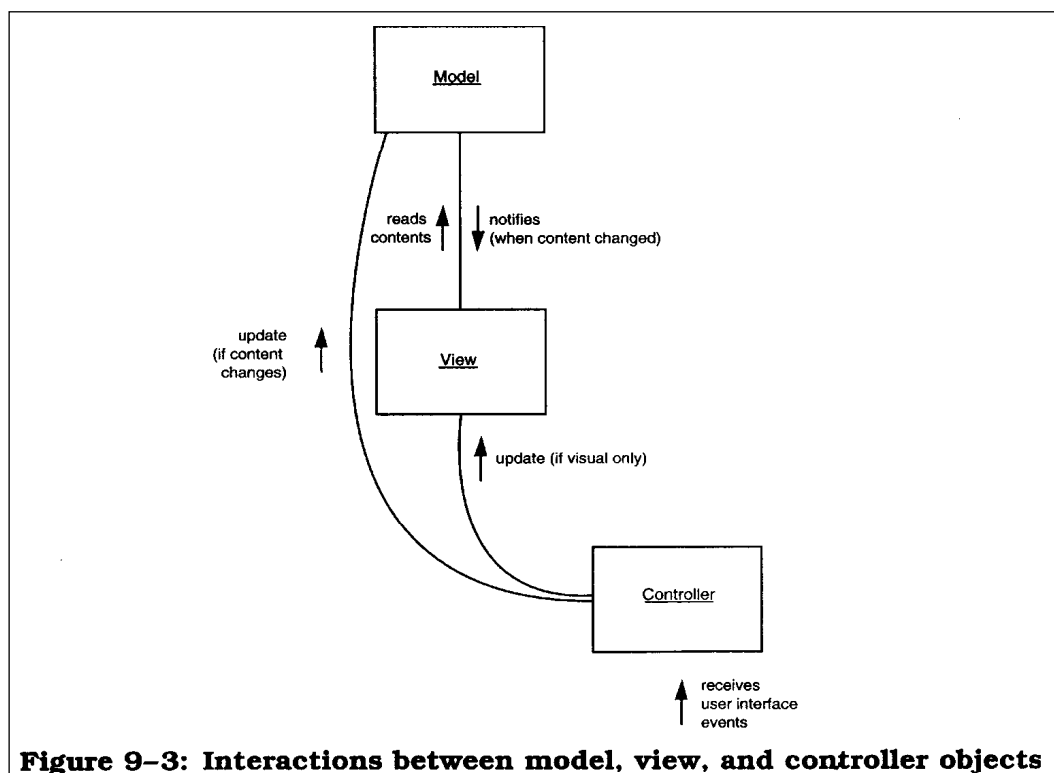 Model
reads
contents
notifies
(when content changed)
update
(if content
changes)
View
update (if visual only)
Controller
receives
user interface
events
Figure 9–3: Interactions between model, view, and controller objects